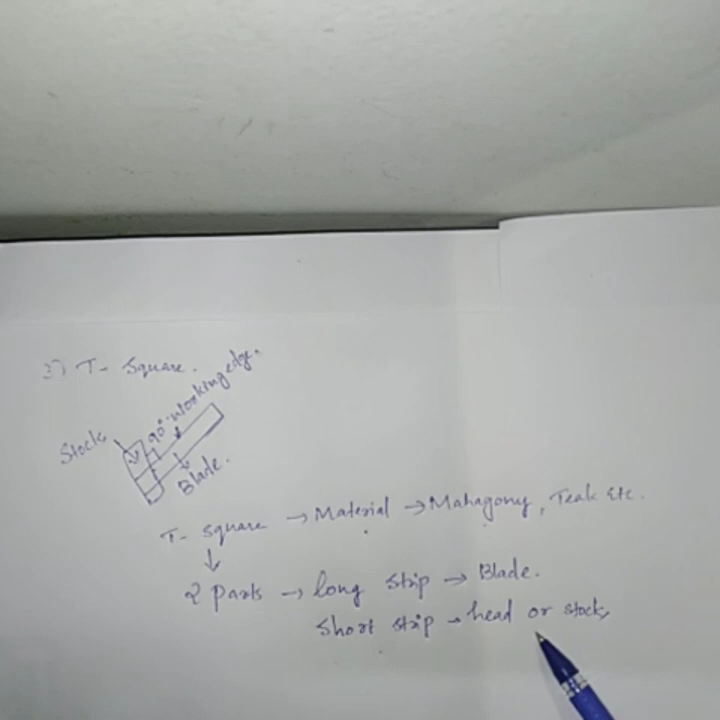 3) T- Square.
Stock
90°
working edge.
Blade.
T- square → Material → Mahagony, Teak Etc.
↓
2 Parts → long strip → Blade.
Short strip → head or stock